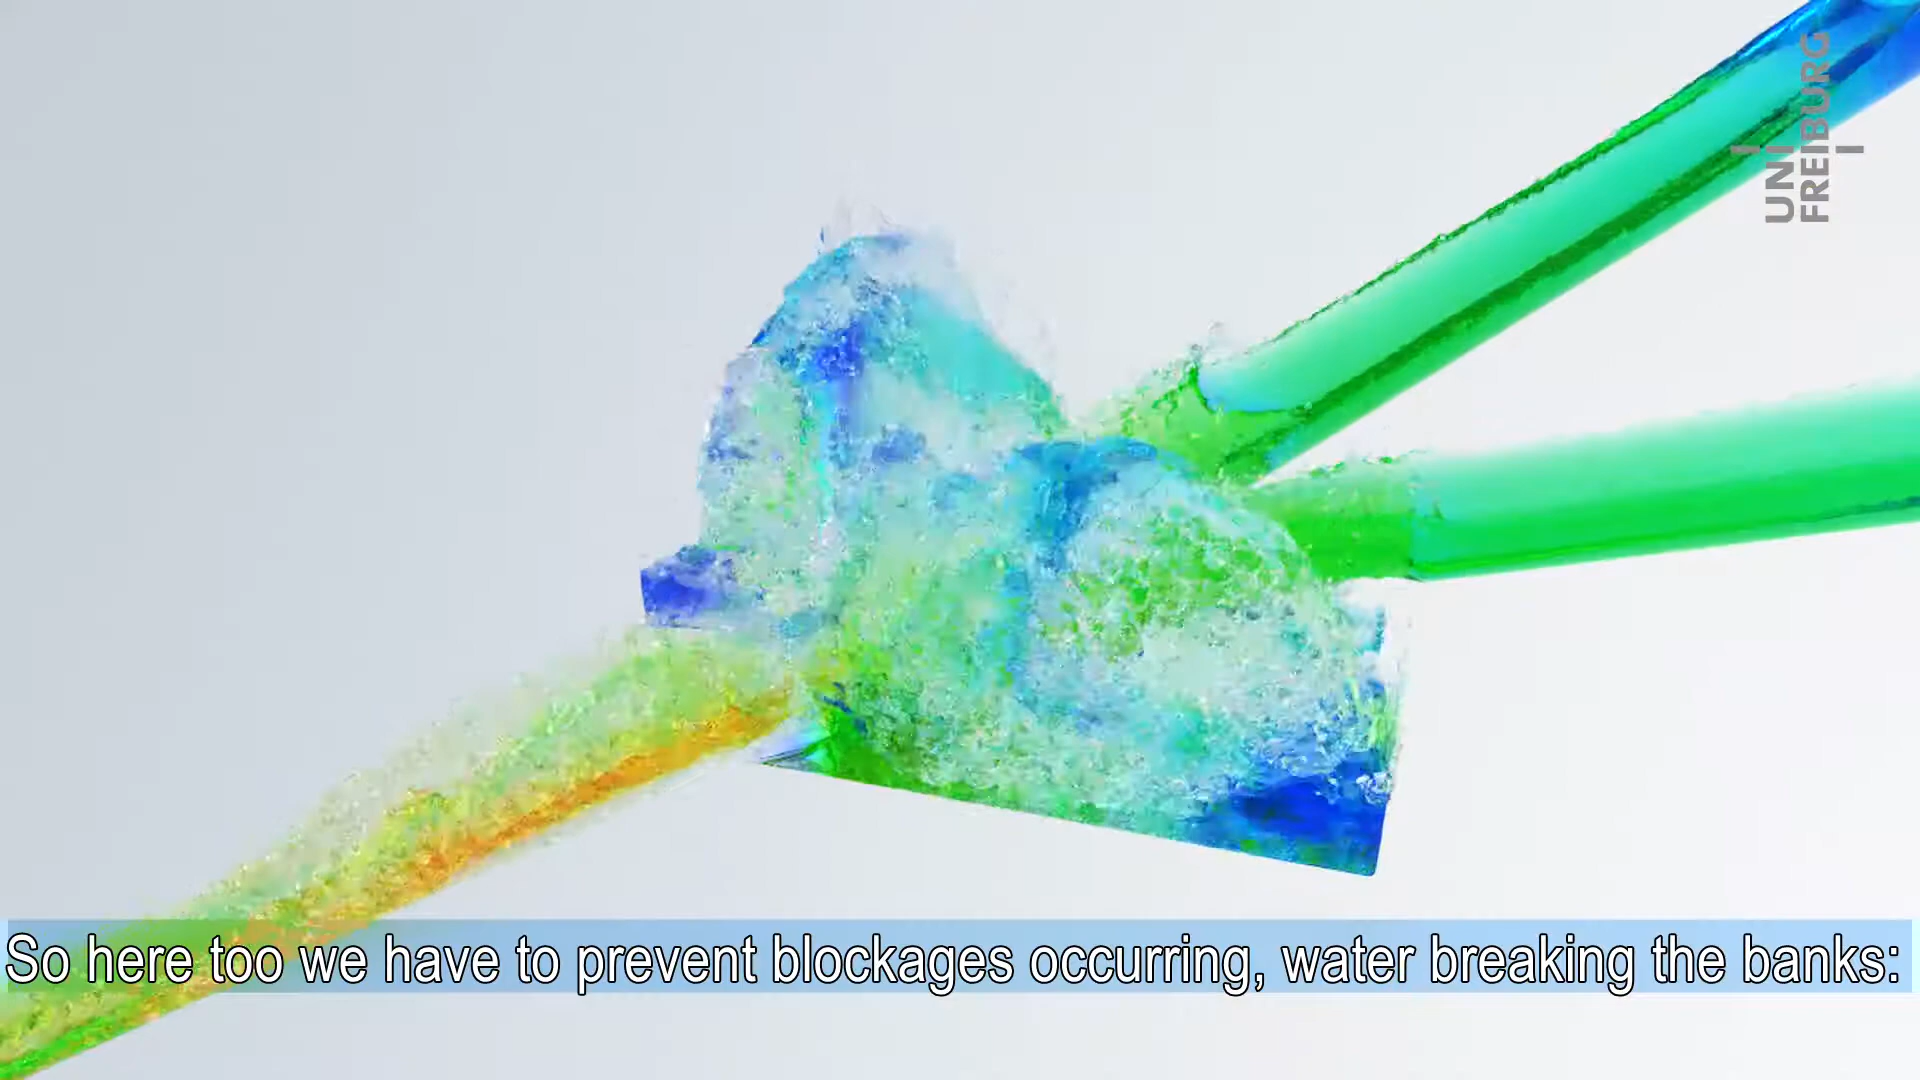 UNI
FREIBURG
So here too we have to prevent blockages occurring, water breaking the banks: